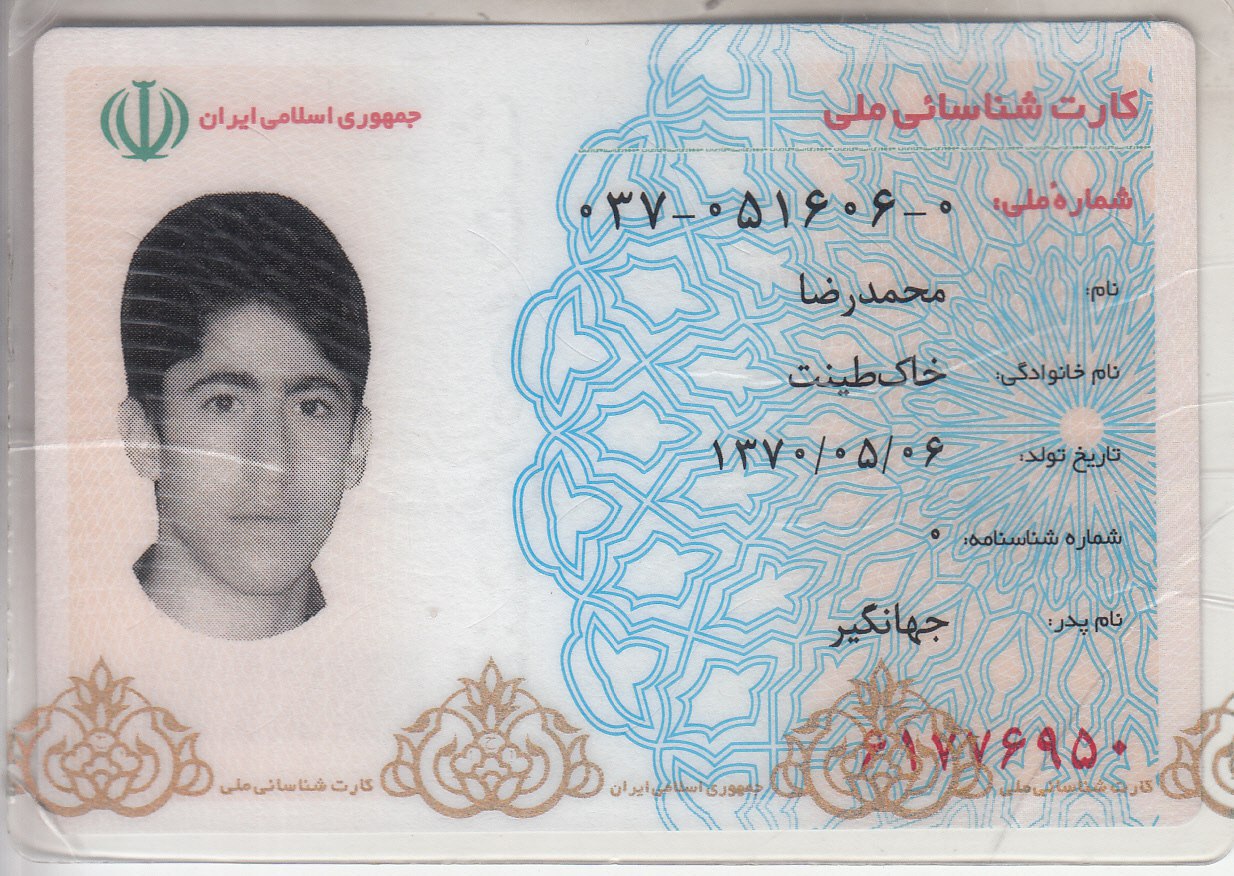 جمهوری اسلامی ایران
کارت شناسائی ملی
شمارهٔ ملی: ۰۳۷-۰۵۱۶۰۶-۰
نام: محمدرضا
نام خانوادگی: خاک‌طینت
تاریخ تولد: ۱۳۷۰/۰۵/۰۶
شماره شناسنامه: ۰
نام پدر: جهانگیر
۶۱۷۷۶۹۵۰
کارت شناسائی ملی جمهوری اسلامی ایران کارت شناسائی ملی